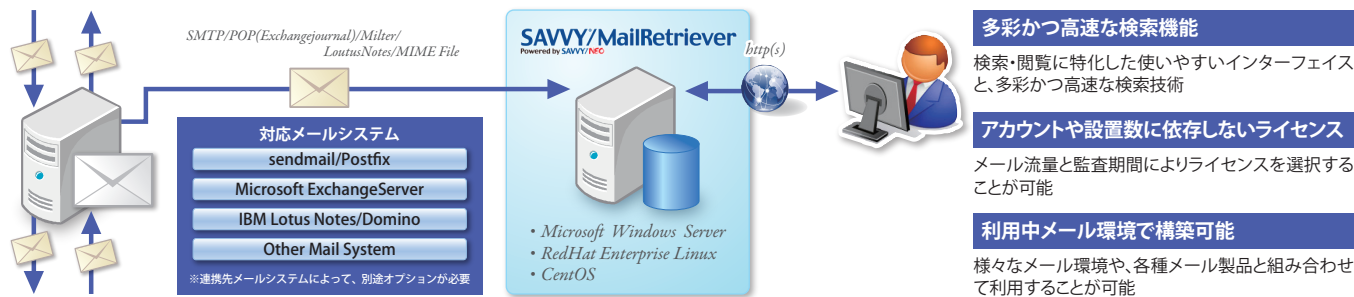 SMTP/POP(Exchangejournal)/Milter/
LoutusNotes/MIME File
対応メールシステム
sendmail/Postfix
Microsoft ExchangeServer
IBM Lotus Notes/Domino
Other Mail System
※連携先メールシステムによって、別途オプションが必要
SAVVY/MailRetriever
Powered by SAVVY/NEO
• Microsoft Windows Server
• RedHat Enterprise Linux
• CentOS
http(s)
多彩かつ高速な検索機能
検索・閲覧に特化した使いやすいインターフェイス
と、多彩かつ高速な検索技術
アカウントや設置数に依存しないライセンス
メール流量と監査期間によりライセンスを選択する
ことが可能
利用中メール環境で構築可能
様々なメール環境や、各種メール製品と組み合わせ
て利用することが可能